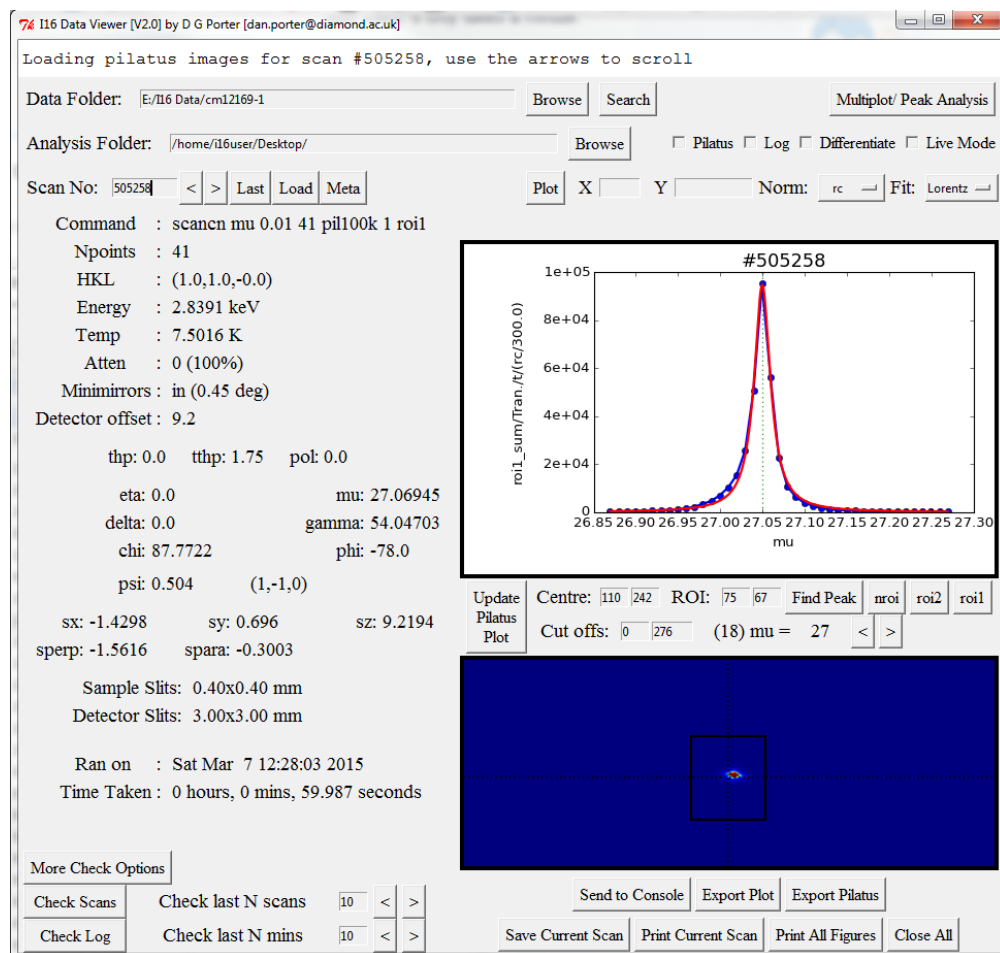 I16 Data Viewer [V2.0] by D G Porter [dan.porter@diamond.ac.uk]
Loading pilatus images for scan #505258, use the arrows to scroll
Data Folder: E:/I16 Data/cm12169-1 Browse Search Multiplot/ Peak Analysis
Analysis Folder: /home/i16user/Desktop/ Browse Pilatus Log Differentiate Live Mode
Scan No: 505258 < > Last Load Meta Plot X Y Norm: rc Fit: Lorentz
Command : scancn mu 0.01 41 pil100k 1 roi1
Npoints : 41
HKL : (1.0,1.0,-0.0)
Energy : 2.8391 keV
Temp : 7.5016 K
Atten : 0 (100%)
Minimirrors : in (0.45 deg)
Detector offset : 9.2
thp: 0.0 tthp: 1.75 pol: 0.0
eta: 0.0 mu: 27.06945
delta: 0.0 gamma: 54.04703
chi: 87.7722 phi: -78.0
psi: 0.504 (1,-1,0)
sx: -1.4298 sy: 0.696 sz: 9.2194
sperp: -1.5616 spara: -0.3003
Sample Slits: 0.40x0.40 mm
Detector Slits: 3.00x3.00 mm
Ran on : Sat Mar 7 12:28:03 2015
Time Taken : 0 hours, 0 mins, 59.987 seconds
#505258
1e+05
8e+04
6e+04
4e+04
2e+04
0
roi1_sum/Tran./t/(rc/300.0)
26.85 26.90 26.95 27.00 27.05 27.10 27.15 27.20 27.25 27.30
mu
Update Pilatus Plot
Centre: 110 242 ROI: 75 67 Find Peak nroi roi2 roi1
Cut offs: 0 276 (18) mu = 27 < >
More Check Options
Check Scans Check last N scans 10 < >
Check Log Check last N mins 10 < >
Send to Console Export Plot Export Pilatus
Save Current Scan Print Current Scan Print All Figures Close All